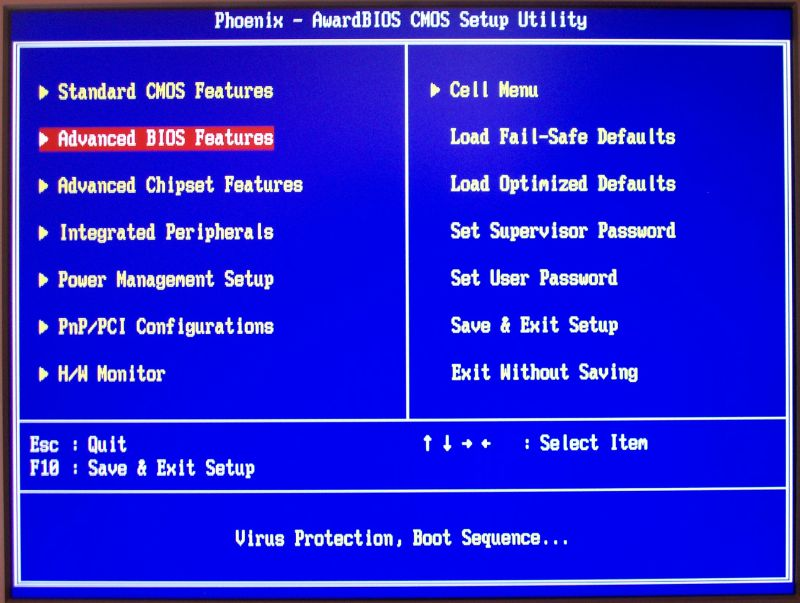 Phoenix - AwardBIOS CMOS Setup Utility
▶ Standard CMOS Features
▶ Advanced BIOS Features
▶ Advanced Chipset Features
▶ Integrated Peripherals
▶ Power Management Setup
▶ PnP/PCI Configurations
▶ H/W Monitor
▶ Cell Menu
Load Fail-Safe Defaults
Load Optimized Defaults
Set Supervisor Password
Set User Password
Save & Exit Setup
Exit Without Saving
Esc : Quit
F10 : Save & Exit Setup
↑ ↓ → ← : Select Item
Virus Protection, Boot Sequence...